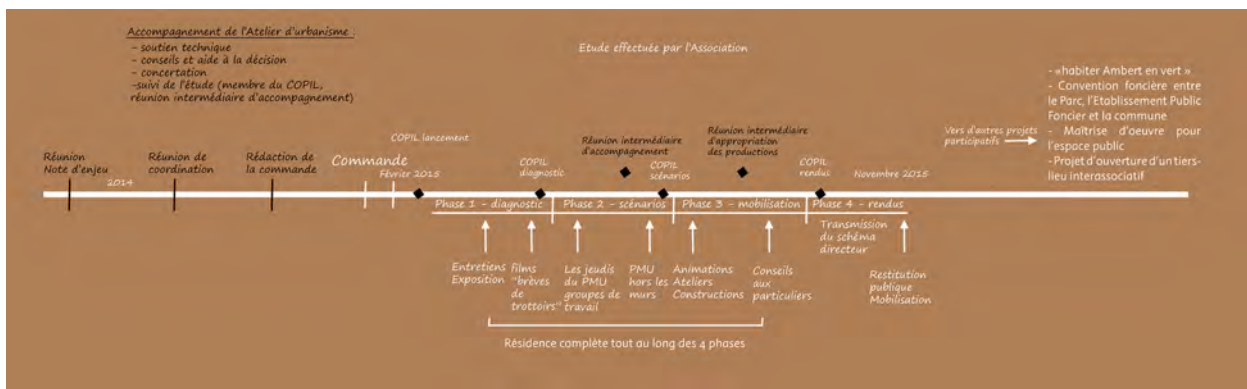 Accompagnement de l'Atelier d'urbanisme :
- soutien technique
- conseils et aide à la décision
- concertation
-suivi de l'étude (membre du COPIL,
réunion intermédiaire d'accompagnement)
Etude effectuée par l'Association
- «habiter Ambert en vert »
- Convention foncière entre
le Parc, l'Etablissement Public
Foncier et la commune
- Maîtrise d'oeuvre pour
l'espace public
-Projet d'ouverture d'un tiers-
lieu interassociatif
Vers d'autres projets
participatifs
Réunion
Note d'enjeu
2014
Réunion de
coordination
Rédaction de
la commande
Commande
Février 2015
COPIL lancement
COPIL
diagnostic
Réunion intermédiaire
d'accompagnement
COPIL
scénarios
Réunion intermédiaire
d'appropriation
des productions
COPIL
rendus
Novembre 2015
Phase 1 - diagnostic
Phase 2 - scénarios
Phase 3 - mobilisation
Phase 4 - rendus
Transmission
du schéma
directeur
Entretiens
Exposition
films
"brèves
de
trottoirs"
Les jeudis
du PMU
groupes de
travail
PMU
hors les
murs
Animations
Ateliers
Constructions
Conseils
aux
particuliers
Restitution
publique
Mobilisation
Résidence complète tout au long des 4 phases